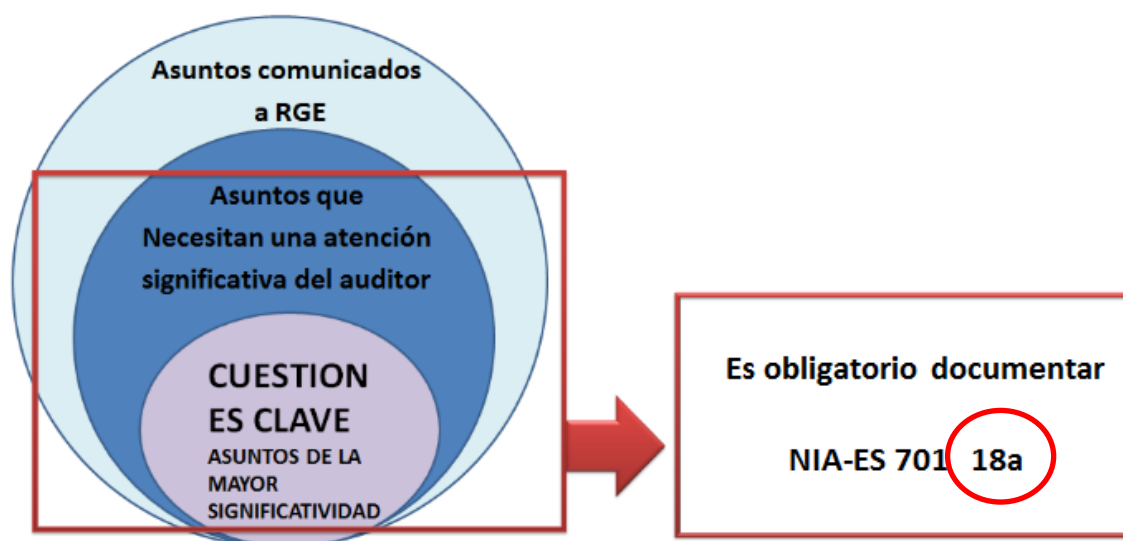 Asuntos comunicados
a RGE
Asuntos que
Necesitan una atención
significativa del auditor
CUESTION
ES CLAVE
ASUNTOS DE LA
MAYOR
SIGNIFICATIVIDAD
Es obligatorio documentar
NIA-ES 701 18a